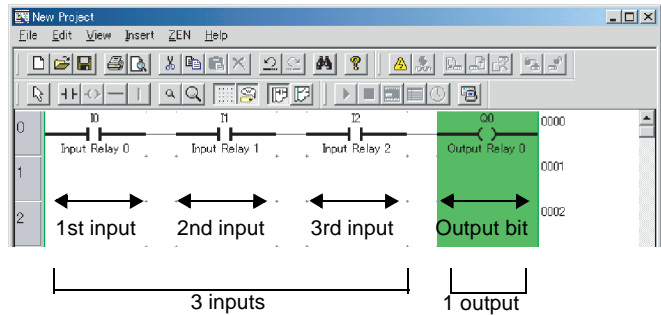 New Project
File Edit View Insert ZEN Help
0 I0 I1 I2 Q0 0000
Input Relay 0 Input Relay 1 Input Relay 2 Output Relay 0
1 0001
2 0002
1st input 2nd input 3rd input Output bit
3 inputs 1 output